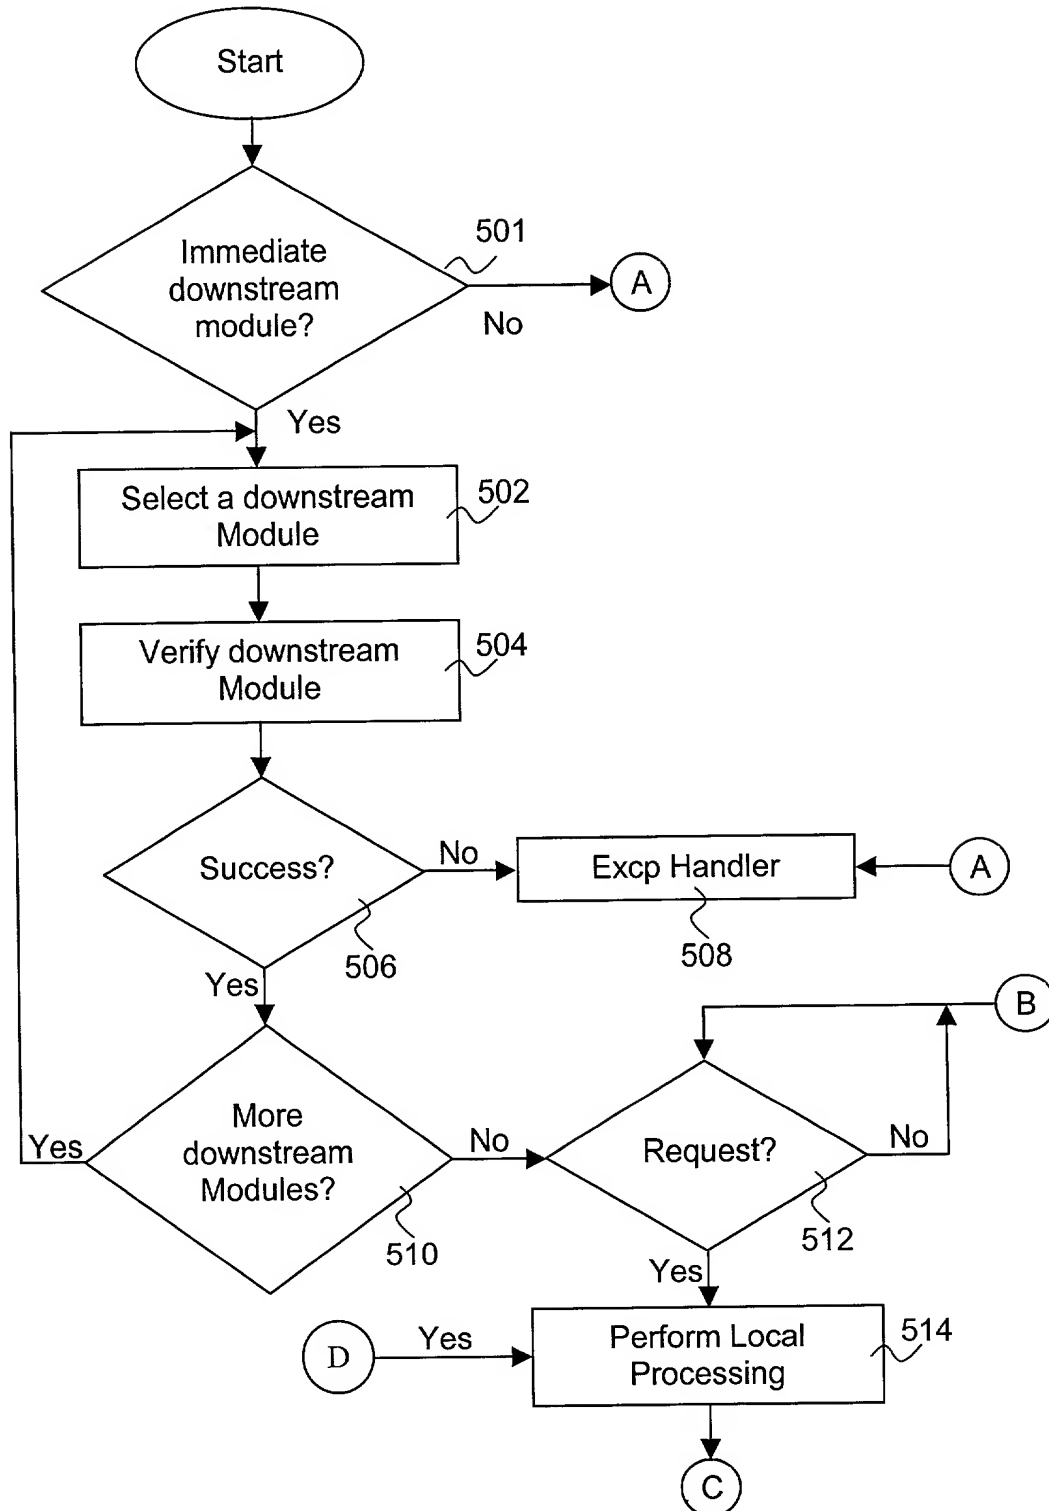 Start
Immediate
downstream
module?
501
A
No
Yes
Select a downstream
Module
502
Verify downstream
Module
504
Success?
No
Excp Handler
A
506
508
Yes
B
More
downstream
Modules?
Yes
No
Request?
No
510
512
Yes
D
Yes
Perform Local
Processing
514
C